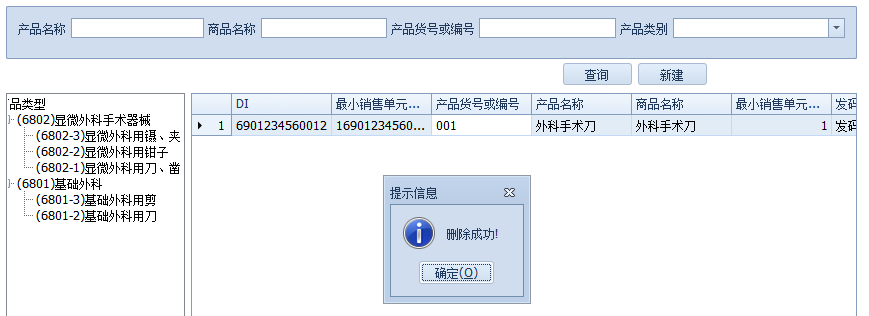 产品名称 商品名称 产品货号或编号 产品类别
查询 新建
品类型
(6802)显微外科手术器械
(6802-3)显微外科用镊、夹
(6802-2)显微外科用钳子
(6802-1)显微外科用刀、凿
(6801)基础外科
(6801-3)基础外科用剪
(6801-2)基础外科用刀
DI 最小销售单元... 产品货号或编号 产品名称 商品名称 最小销售单元... 发码
1 6901234560012 16901234560... 001 外科手术刀 外科手术刀 1 发码
提示信息
删除成功!
确定(O)